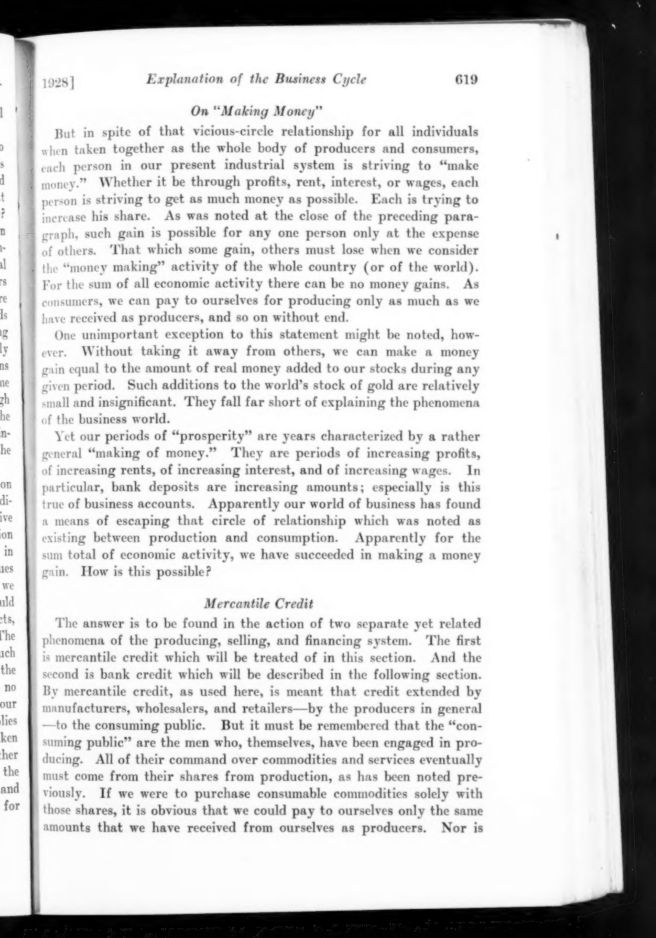 1928] Explanation of the Business Cycle 619
On “Making Money”
But in spite of that vicious-circle relationship for all individuals
when taken together as the whole body of producers and consumers,
each person in our present industrial system is striving to “make
money.” Whether it be through profits, rent, interest, or wages, each
person is striving to get as much money as possible. Each is trying to
increase his share. As was noted at the close of the preceding para-
graph, such gain is possible for any one person only at the expense
of others. That which some gain, others must lose when we consider
the “money making” activity of the whole country (or of the world).
For the sum of all economic activity there can be no money gains. As
consumers, we can pay to ourselves for producing only as much as we
have received as producers, and so on without end.
One unimportant exception to this statement might be noted, how-
ever. Without taking it away from others, we can make a money
gain equal to the amount of real money added to our stocks during any
given period. Such additions to the world’s stock of gold are relatively
small and insignificant. They fall far short of explaining the phenomena
of the business world.
Yet our periods of “prosperity” are years characterized by a rather
general “making of money.” They are periods of increasing profits,
of increasing rents, of increasing interest, and of increasing wages. In
particular, bank deposits are increasing amounts; especially is this
true of business accounts. Apparently our world of business has found
a means of escaping that circle of relationship which was noted as
existing between production and consumption. Apparently for the
sum total of economic activity, we have succeeded in making a money
gain. How is this possible?
Mercantile Credit
The answer is to be found in the action of two separate yet related
phenomena of the producing, selling, and financing system. The first
is mercantile credit which will be treated of in this section. And the
second is bank credit which will be described in the following section.
By mercantile credit, as used here, is meant that credit extended by
manufacturers, wholesalers, and retailers—by the producers in general
—to the consuming public. But it must be remembered that the “con-
suming public” are the men who, themselves, have been engaged in pro-
ducing. All of their command over commodities and services eventually
must come from their shares from production, as has been noted pre-
viously. If we were to purchase consumable commodities solely with
those shares, it is obvious that we could pay to ourselves only the same
amounts that we have received from ourselves as producers. Nor is